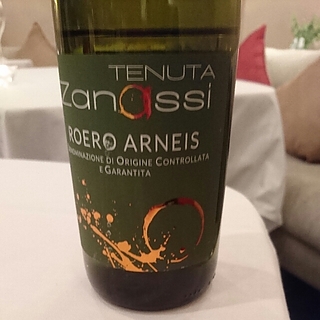 TENUTA
Zanassi
ROERO ARNEIS
DENOMINAZIONE DI ORIGINE CONTROLLATA
E GARANTITA